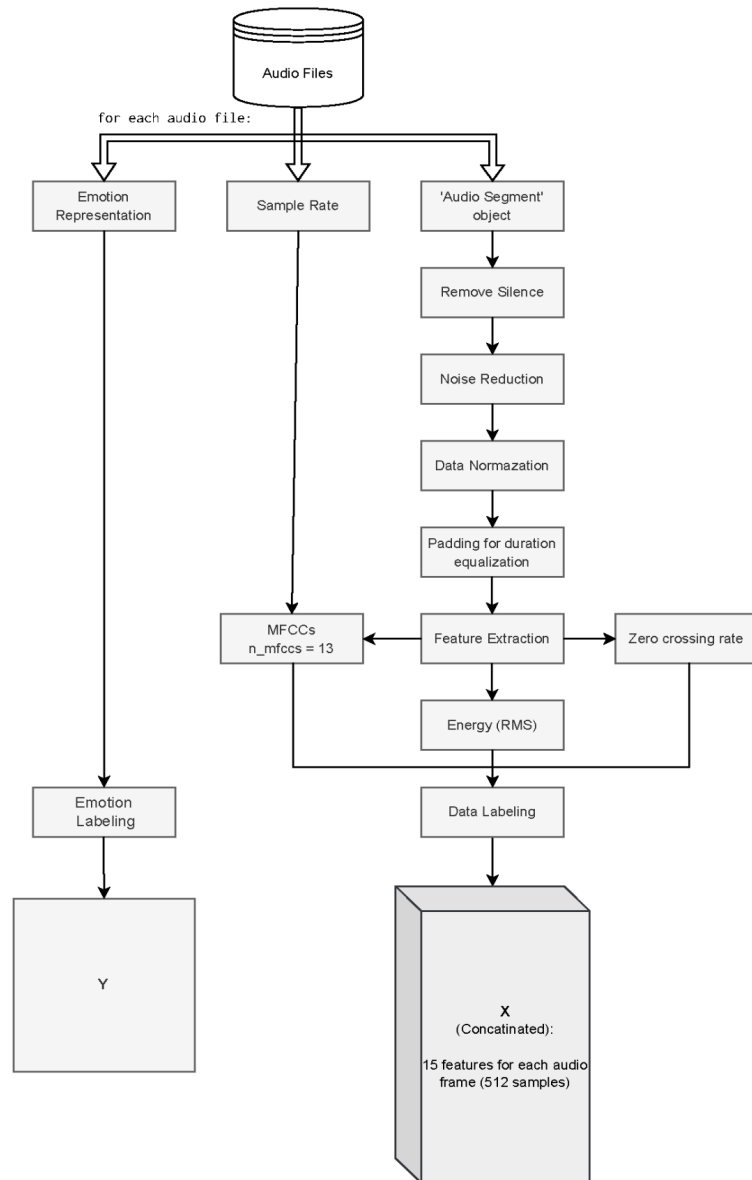 Audio Files
for each audio file:
Emotion
Representation
Sample Rate
'Audio Segment'
object
Remove Silence
Noise Reduction
Data Normazation
Padding for duration
equalization
MFCCs
n_mfccs = 13
Feature Extraction
Zero crossing rate
Energy (RMS)
Emotion
Labeling
Data Labeling
Y
X
(Concatinated):
15 features for each audio
frame (512 samples)